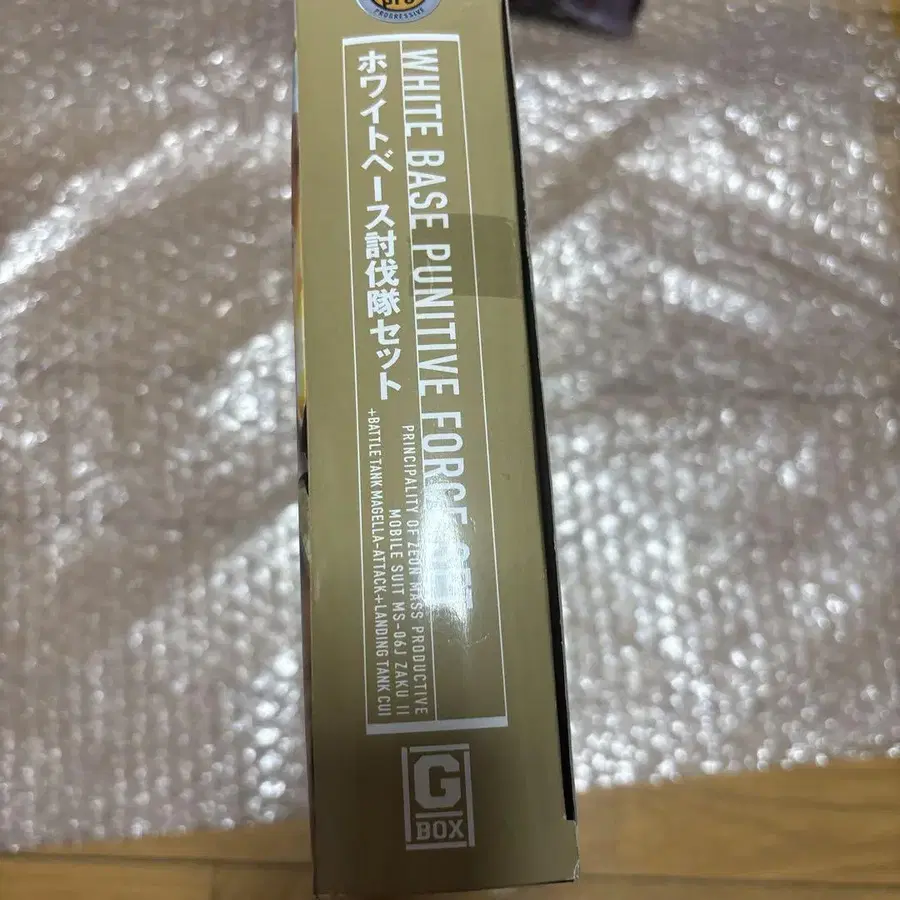 PROGRESSIVE
WHITE BASE PUNITIVE FORCE
ホワイトベース討伐隊セット
PRINCIPALITY OF ZEON MASS PRODUCTIVE
MOBILE SUIT MS-06J ZAKU II
+BATTLE TANK MAGELLA-ATTACK+LANDING TANK CUI
G
BOX